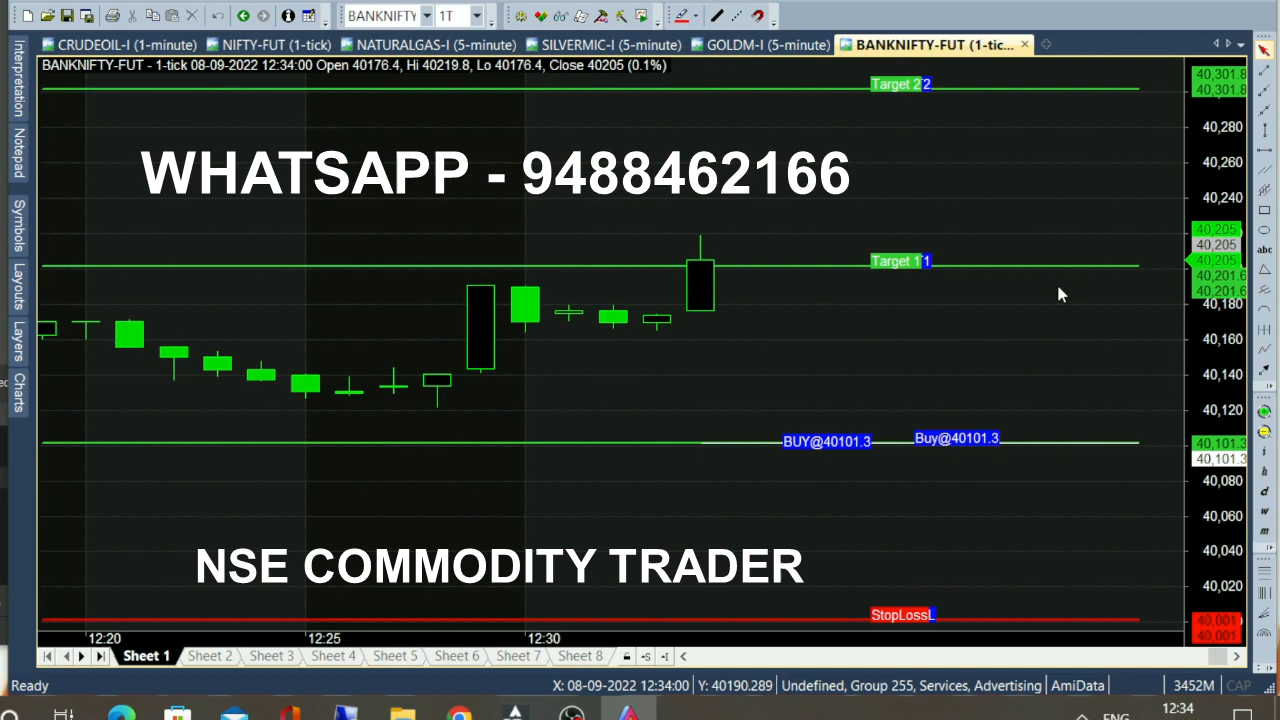 BANKNIFTY
1T
CRUDEOIL-I (1-minute)
NIFTY-FUT (1-tick)
NATURALGAS-I (5-minute)
SILVERMIC-I (5-minute)
GOLDM-I (5-minute)
BANKNIFTY-FUT (1-tic...
BANKNIFTY-FUT - 1-tick 08-09-2022 12:34:00 Open 40176.4, Hi 40219.8, Lo 40176.4, Close 40205 (0.1%)
Interpretation
Notepad
Symbols
Layouts
Layers
Charts
40,301.8
Target 2
40,301.8
40,280
WHATSAPP - 9488462166
40,260
40,240
40,205
40,205
Target 1
40,205
40,201.6
40,201.6
40,180
40,160
40,140
40,120
BUY@40101.3
Buy@40101.3
40,101.3
40,101.3
40,080
40,060
NSE COMMODITY TRADER
40,040
40,020
StopLoss
40,001
40,001
12:20
12:25
12:30
abc
i
h
d
w
m
Sheet 1
Sheet 2
Sheet 3
Sheet 4
Sheet 5
Sheet 6
Sheet 7
Sheet 8
Ready
X: 08-09-2022 12:34:00
Y: 40190.289
Undefined, Group 255, Services, Advertising
AmiData
3452M
CAP
ENG
12:34